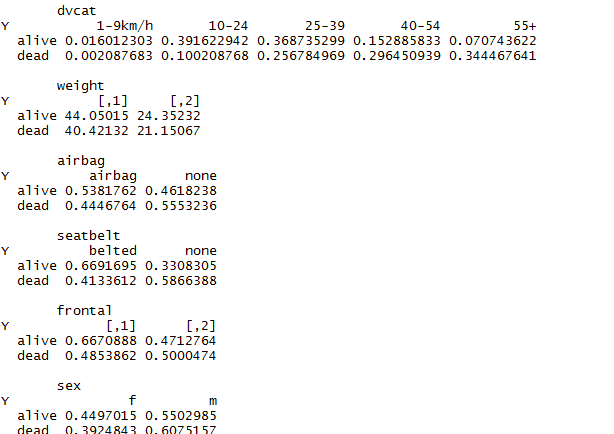 dvcat
Y 1-9km/h 10-24 25-39 40-54 55+
alive 0.016012303 0.391622942 0.368735299 0.152885833 0.070743622
dead 0.002087683 0.100208768 0.256784969 0.296450939 0.344467641
weight
Y [,1] [,2]
alive 44.05015 24.35232
dead 40.42132 21.15067
airbag
Y airbag none
alive 0.5381762 0.4618238
dead 0.4446764 0.5553236
seatbelt
Y belted none
alive 0.6691695 0.3308305
dead 0.4133612 0.5866388
frontal
Y [,1] [,2]
alive 0.6670888 0.4712764
dead 0.4853862 0.5000474
sex
Y f m
alive 0.4497015 0.5502985
dead 0.3924843 0.6075157